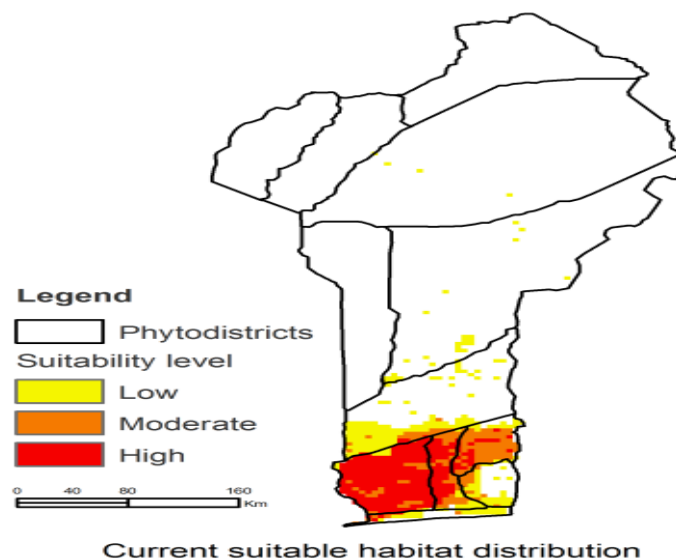 Legend
Phytodistricts
Suitability level
Low
Moderate
High
0 40 80 160
Km
Current suitable habitat distribution